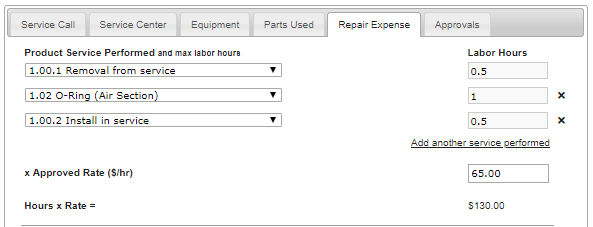 Service Call Service Center Equipment Parts Used Repair Expense Approvals
Product Service Performed and max labor hours Labor Hours
1.00.1 Removal from service ▼ 0.5
1.02 O-Ring (Air Section) ▼ 1 ×
1.00.2 Install in service ▼ 0.5 ×
Add another service performed
x Approved Rate ($/hr) 65.00
Hours x Rate = $130.00